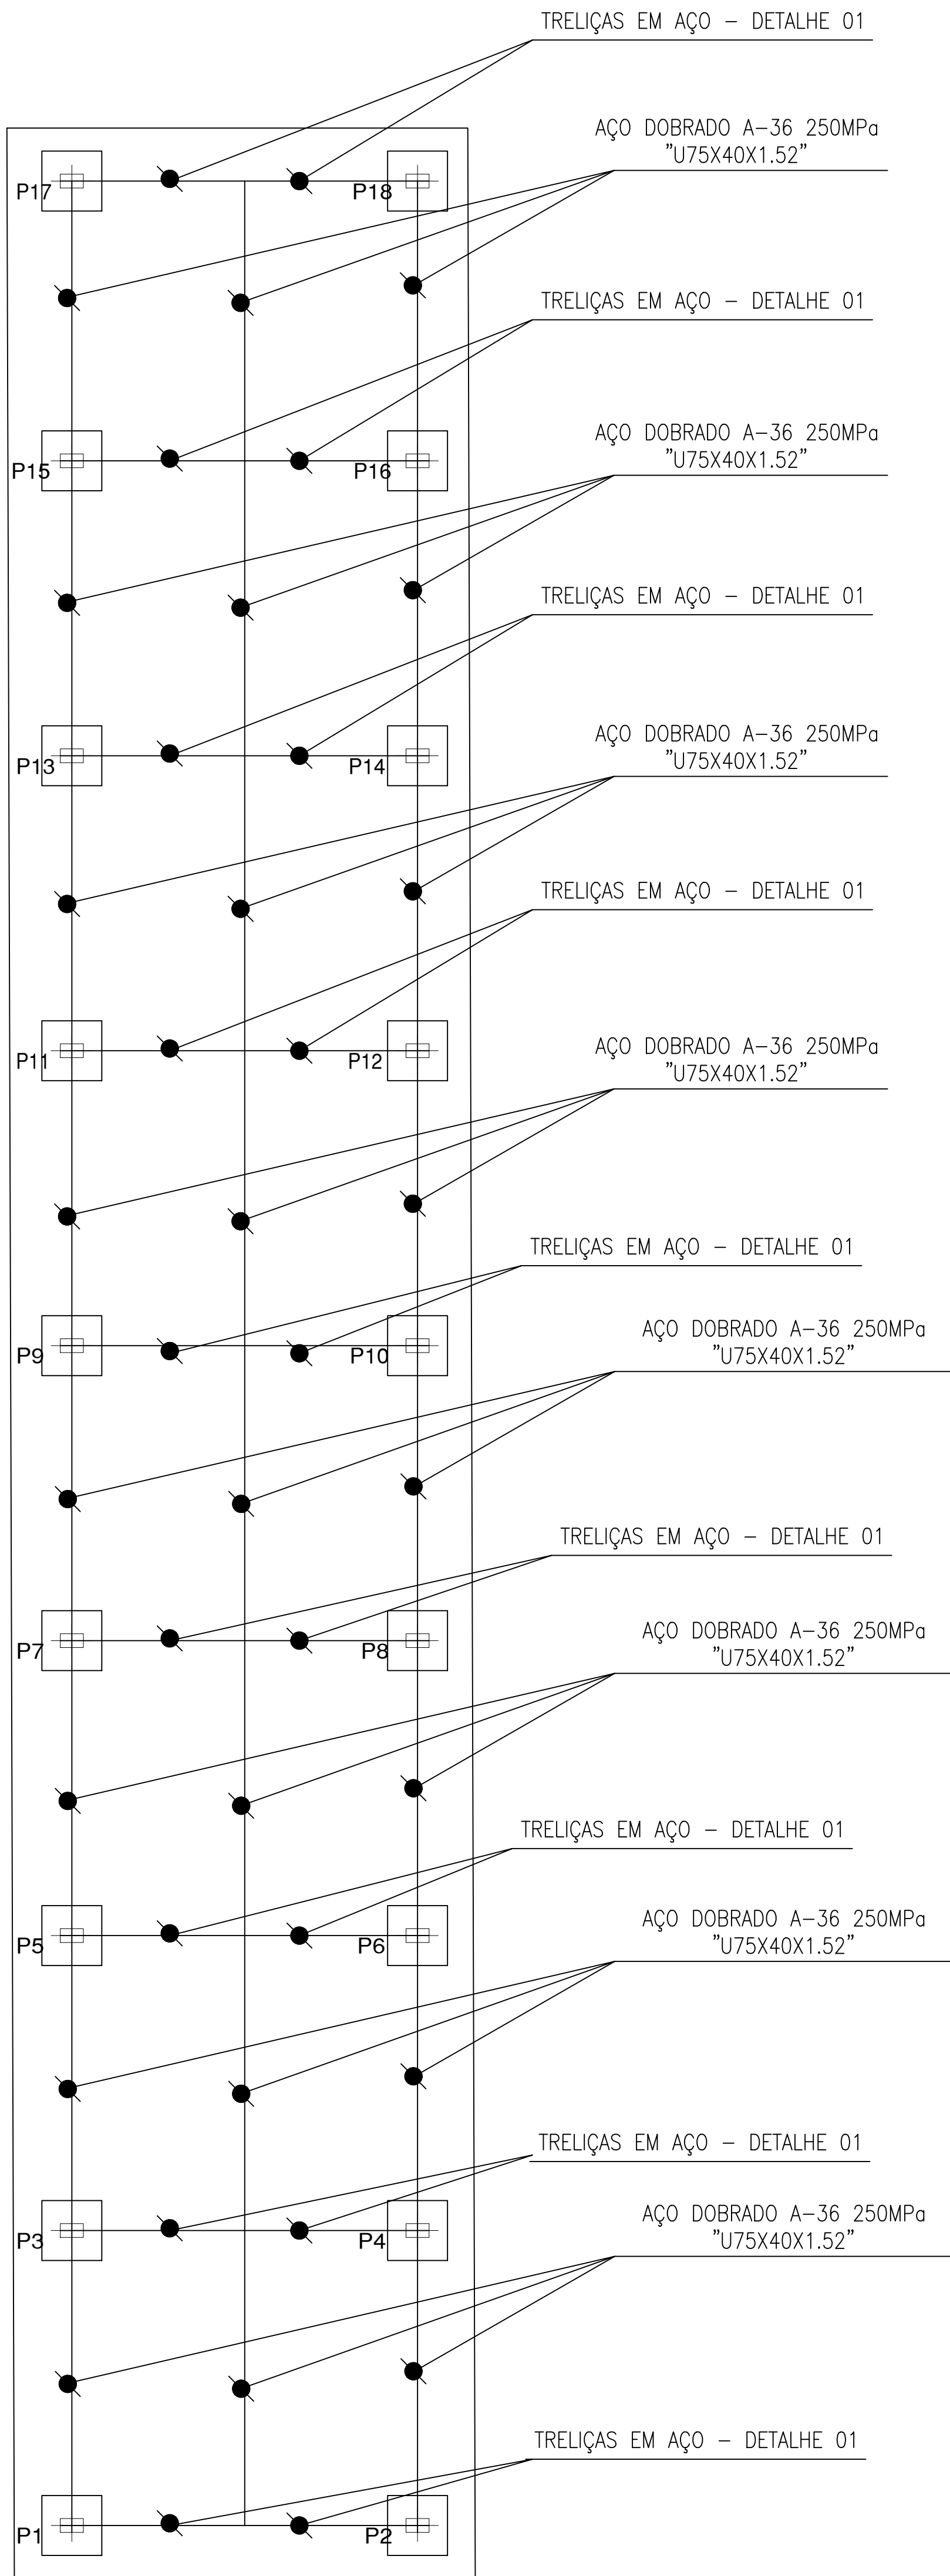 TRELIÇAS EM AÇO - DETALHE 01
AÇO DOBRADO A-36 250MPa
"U75X40X1.52"
P17
P18
TRELIÇAS EM AÇO - DETALHE 01
AÇO DOBRADO A-36 250MPa
"U75X40X1.52"
P15
P16
TRELIÇAS EM AÇO - DETALHE 01
AÇO DOBRADO A-36 250MPa
"U75X40X1.52"
P13
P14
TRELIÇAS EM AÇO - DETALHE 01
AÇO DOBRADO A-36 250MPa
"U75X40X1.52"
P11
P12
TRELIÇAS EM AÇO - DETALHE 01
AÇO DOBRADO A-36 250MPa
"U75X40X1.52"
P9
P10
TRELIÇAS EM AÇO - DETALHE 01
AÇO DOBRADO A-36 250MPa
"U75X40X1.52"
P7
P8
TRELIÇAS EM AÇO - DETALHE 01
AÇO DOBRADO A-36 250MPa
"U75X40X1.52"
P5
P6
TRELIÇAS EM AÇO - DETALHE 01
AÇO DOBRADO A-36 250MPa
"U75X40X1.52"
P3
P4
TRELIÇAS EM AÇO - DETALHE 01
P1
P2